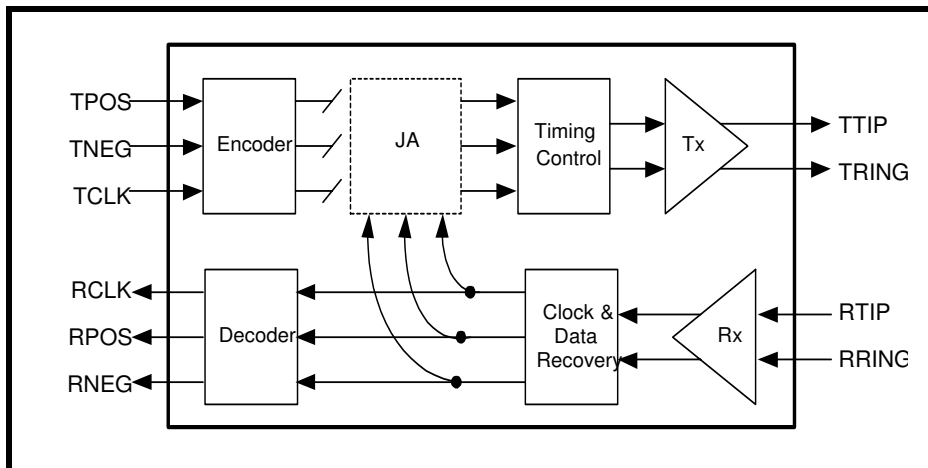 TPOS
TNEG
TCLK
Encoder
JA
Timing
Control
Tx
TTIP
TRING
RCLK
RPOS
RNEG
Decoder
Clock &
Data
Recovery
Rx
RTIP
RRING